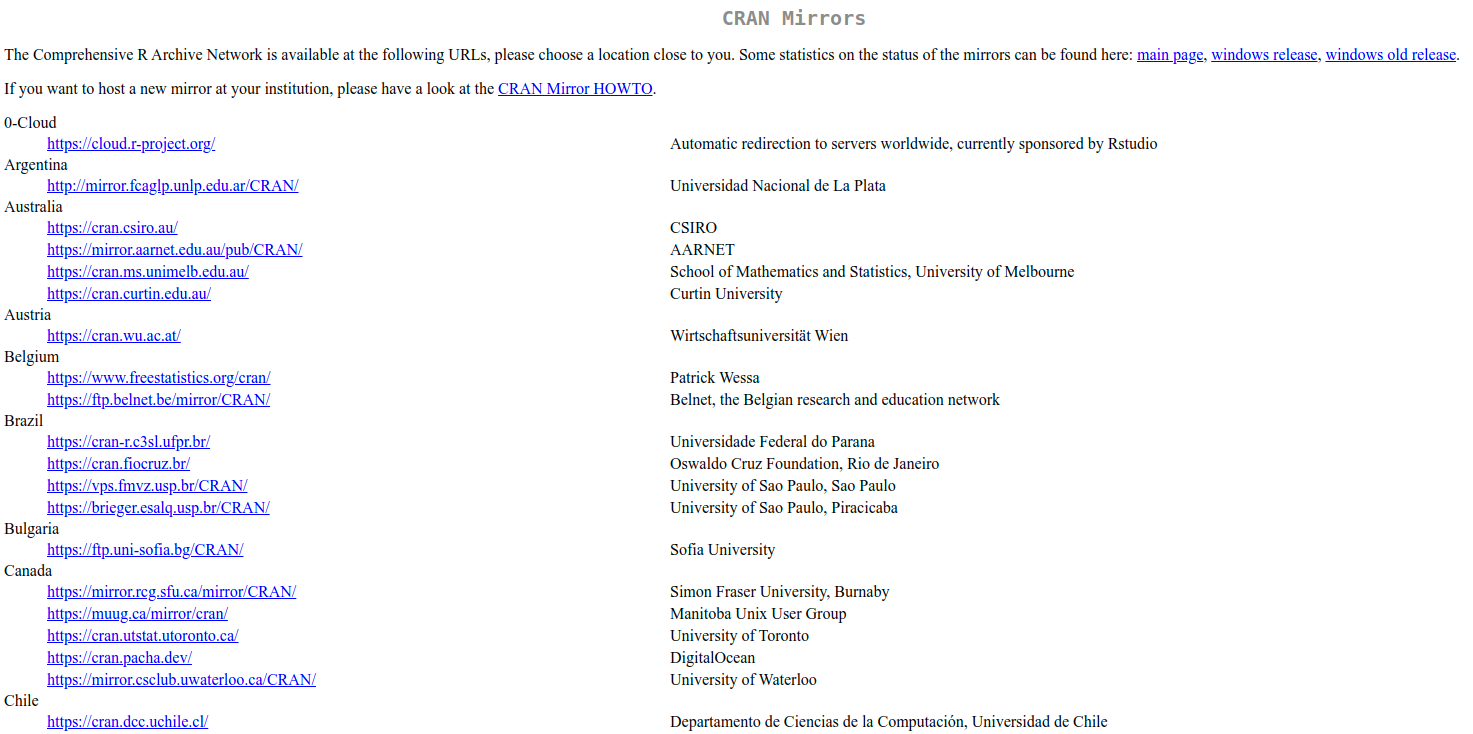 CRAN Mirrors
The Comprehensive R Archive Network is available at the following URLs, please choose a location close to you. Some statistics on the status of the mirrors can be found here: main page, windows release, windows old release.
If you want to host a new mirror at your institution, please have a look at the CRAN Mirror HOWTO.
0-Cloud
https://cloud.r-project.org/ Automatic redirection to servers worldwide, currently sponsored by Rstudio
Argentina
http://mirror.fcaglp.unlp.edu.ar/CRAN/ Universidad Nacional de La Plata
Australia
https://cran.csiro.au/ CSIRO
https://mirror.aarnet.edu.au/pub/CRAN/ AARNET
https://cran.ms.unimelb.edu.au/ School of Mathematics and Statistics, University of Melbourne
https://cran.curtin.edu.au/ Curtin University
Austria
https://cran.wu.ac.at/ Wirtschaftsuniversität Wien
Belgium
https://www.freestatistics.org/cran/ Patrick Wessa
https://ftp.belnet.be/mirror/CRAN/ Belnet, the Belgian research and education network
Brazil
https://cran-r.c3sl.ufpr.br/ Universidade Federal do Parana
https://cran.fiocruz.br/ Oswaldo Cruz Foundation, Rio de Janeiro
https://vps.fmvz.usp.br/CRAN/ University of Sao Paulo, Sao Paulo
https://brieger.esalq.usp.br/CRAN/ University of Sao Paulo, Piracicaba
Bulgaria
https://ftp.uni-sofia.bg/CRAN/ Sofia University
Canada
https://mirror.rcg.sfu.ca/mirror/CRAN/ Simon Fraser University, Burnaby
https://muug.ca/mirror/cran/ Manitoba Unix User Group
https://cran.utstat.utoronto.ca/ University of Toronto
https://cran.pacha.dev/ DigitalOcean
https://mirror.csclub.uwaterloo.ca/CRAN/ University of Waterloo
Chile
https://cran.dcc.uchile.cl/ Departamento de Ciencias de la Computación, Universidad de Chile